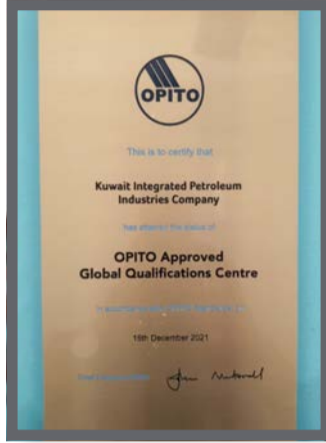 OPITO
This is to certify that
Kuwait Integrated Petroleum
Industries Company
has attained the status of
OPITO Approved
Global Qualifications Centre
16th December 2021